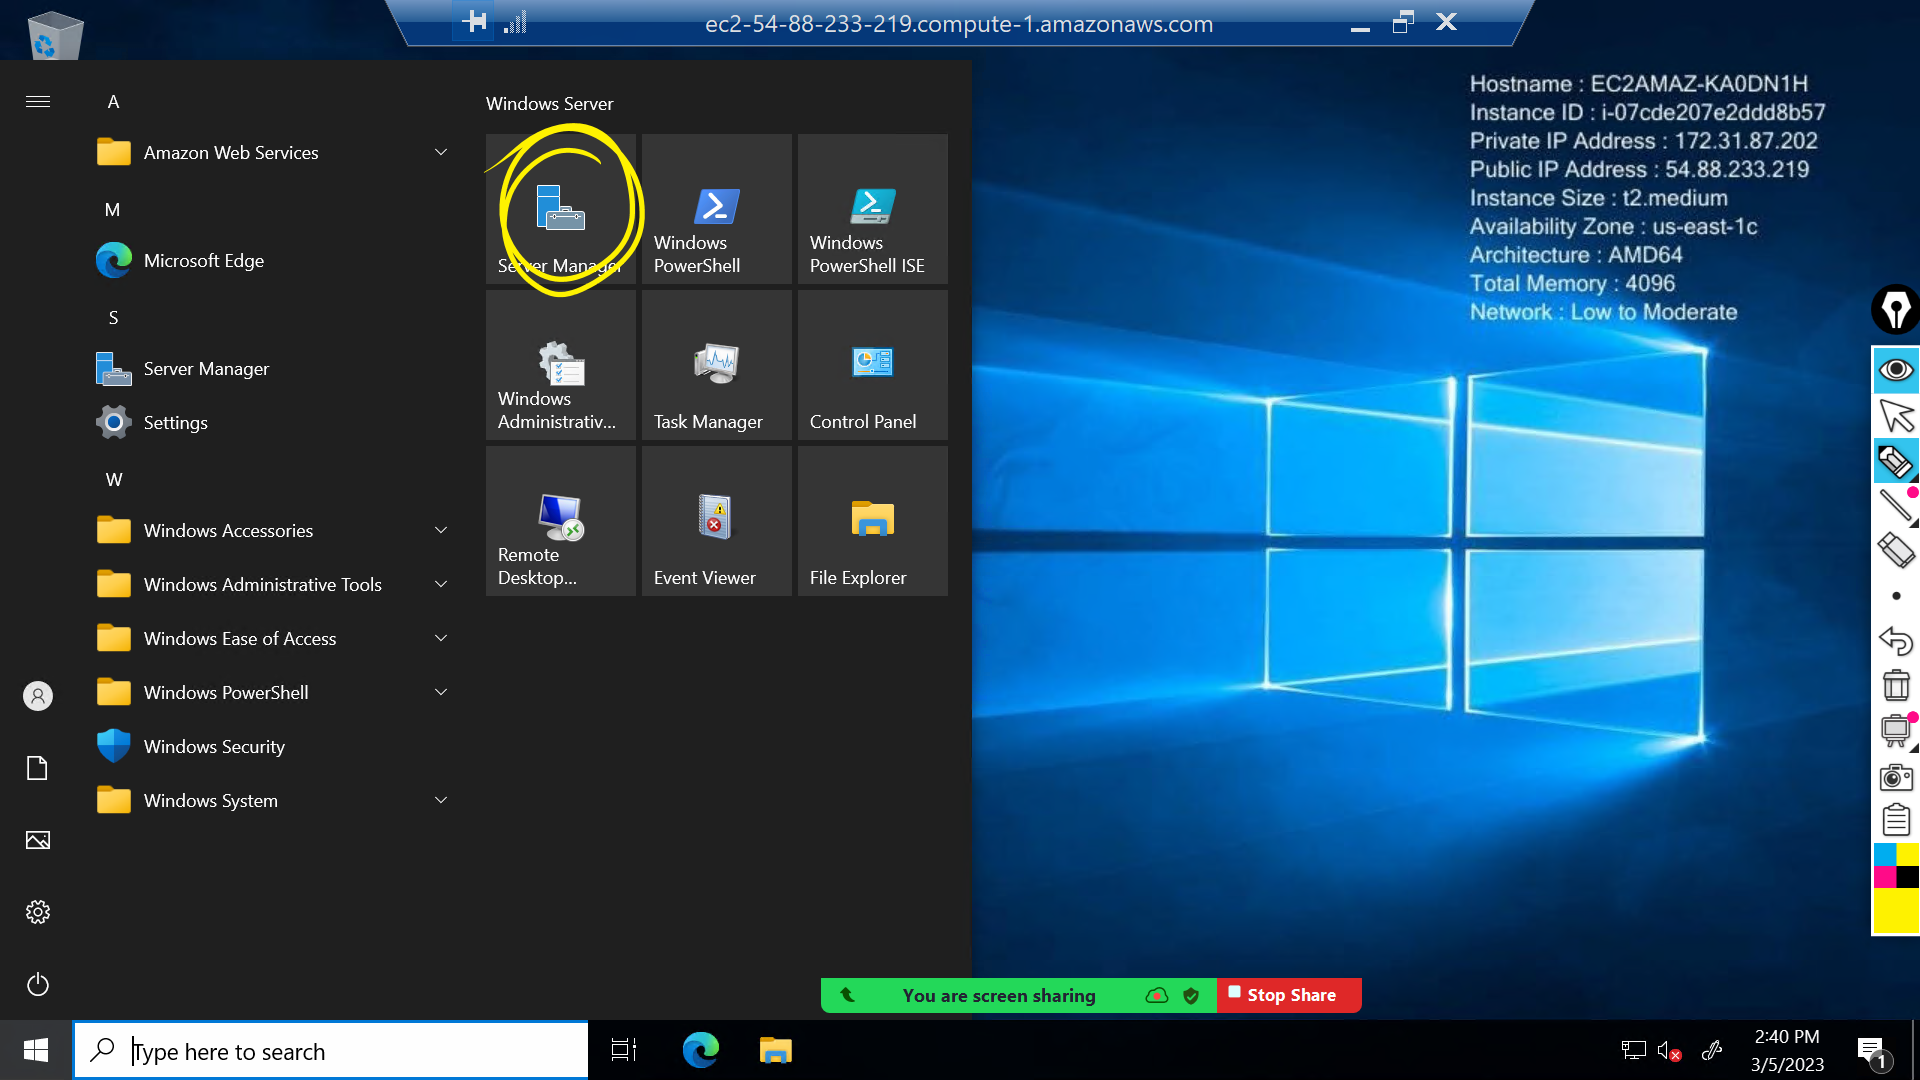 ec2-54-88-233-219.compute-1.amazonaws.com
Hostname : EC2AMAZ-KA0DN1H
Instance ID : i-07cde207e2ddd8b57
Private IP Address : 172.31.87.202
Public IP Address : 54.88.233.219
Instance Size : t2.medium
Availability Zone : us-east-1c
Architecture : AMD64
Total Memory : 4096
Network : Low to Moderate
A
Amazon Web Services
M
Microsoft Edge
S
Server Manager
Settings
W
Windows Accessories
Windows Administrative Tools
Windows Ease of Access
Windows PowerShell
Windows Security
Windows System
Windows Server
Server Manager
Windows
PowerShell
Windows
PowerShell ISE
Windows
Administrativ...
Task Manager
Control Panel
Remote
Desktop...
Event Viewer
File Explorer
You are screen sharing
Stop Share
Type here to search
2:40 PM
3/5/2023
1